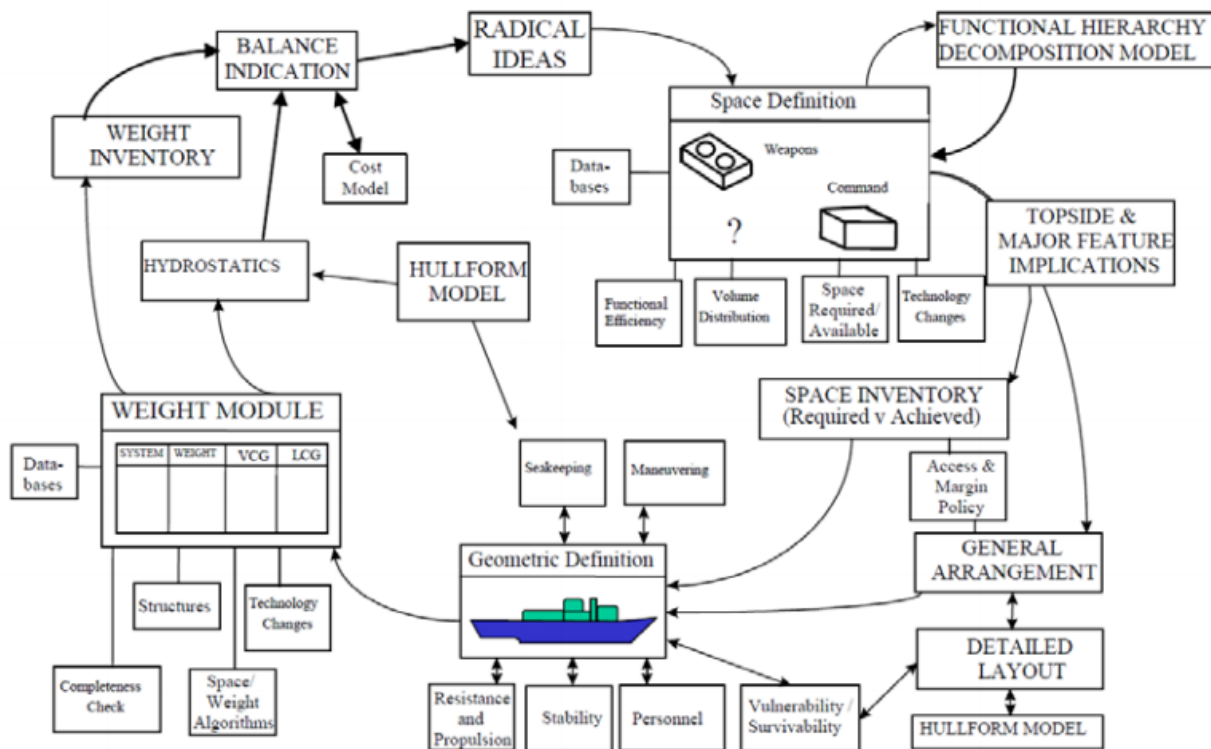 BALANCE
INDICATION
RADICAL
IDEAS
FUNCTIONAL HIERARCHY
DECOMPOSITION MODEL
Space Definition
Weapons
Command
?
WEIGHT
INVENTORY
Cost
Model
Data-
bases
TOPSIDE &
MAJOR FEATURE
IMPLICATIONS
HYDROSTATICS
HULLFORM
MODEL
Functional
Efficiency
Volume
Distribution
Space
Required/
Available
Technology
Changes
WEIGHT MODULE
SYSTEM WEIGHT VCG LCG
Data-
bases
SPACE INVENTORY
(Required v Achieved)
Seakeeping
Maneuvering
Access &
Margin
Policy
Geometric Definition
GENERAL
ARRANGEMENT
Structures
Technology
Changes
DETAILED
LAYOUT
Completeness
Check
Space/
Weight
Algorithms
Resistance
and
Propulsion
Stability
Personnel
Vulnerability /
Survivability
HULLFORM MODEL